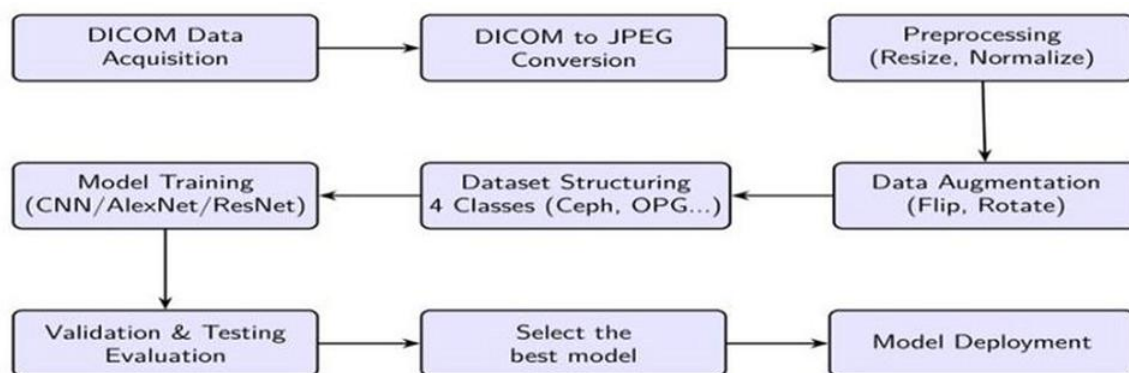 DICOM Data
Acquisition
DICOM to JPEG
Conversion
Preprocessing
(Resize, Normalize)
Data Augmentation
(Flip, Rotate)
Dataset Structuring
4 Classes (Ceph, OPG...)
Model Training
(CNN/AlexNet/ResNet)
Validation & Testing
Evaluation
Select the
best model
Model Deployment